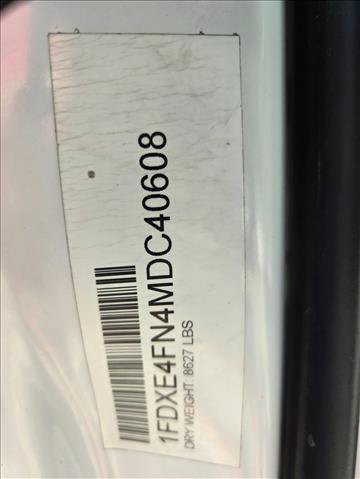 1FDXE4FN4MDC40608
DRY WEIGHT: 8627 LBS